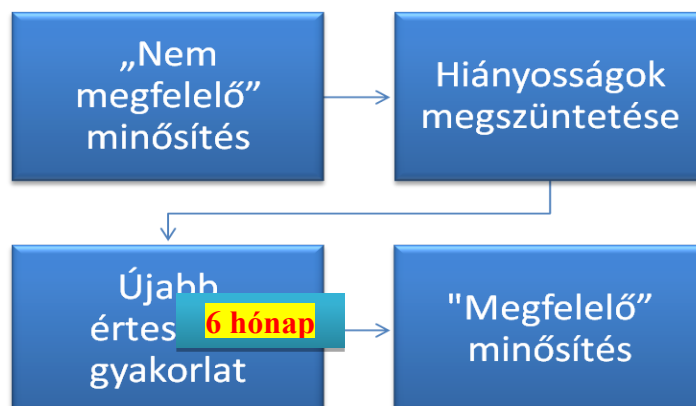 „Nem
megfelelő”
minősítés
Hiányosságok
megszüntetése
Újabb
gyakorlat
6 hónap
"Megfelelő”
minősítés